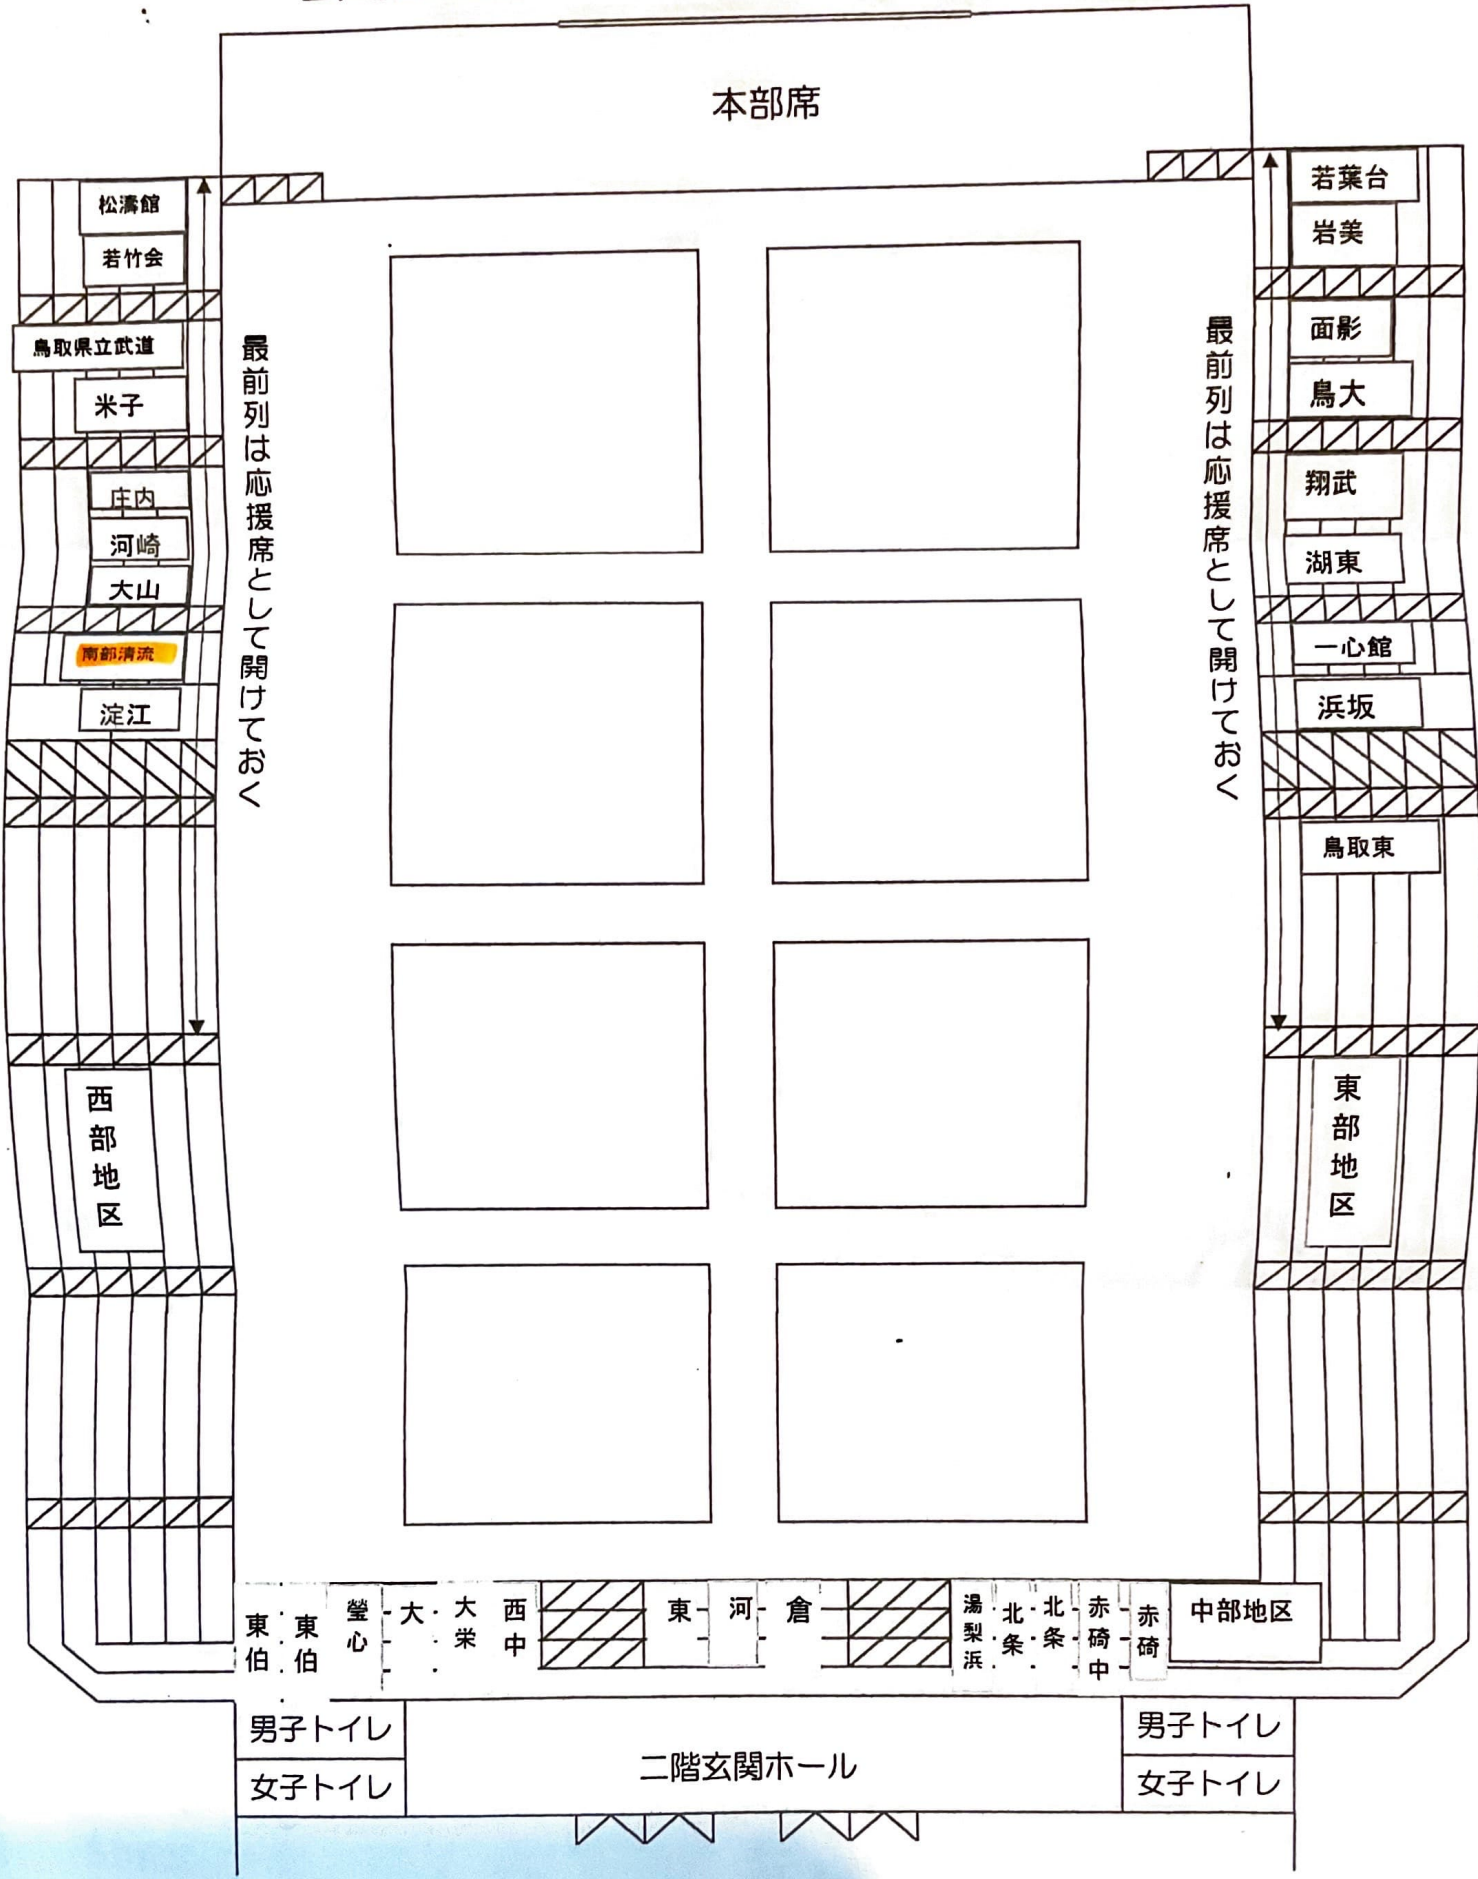 本部席
松濤館
若竹会
鳥取県立武道
米子
庄内
河崎
大山
南部清流
淀江
西部地区
最前列は応援席として開けておく
最前列は応援席として開けておく
若葉台
岩美
面影
鳥大
翔武
湖東
一心館
浜坂
鳥取東
東部地区
東伯
東伯
瑩心
大
大栄
西中
東
河
倉
湯梨浜
北条
北条
赤碕中
赤碕
中部地区
男子トイレ
女子トイレ
二階玄関ホール
男子トイレ
女子トイレ